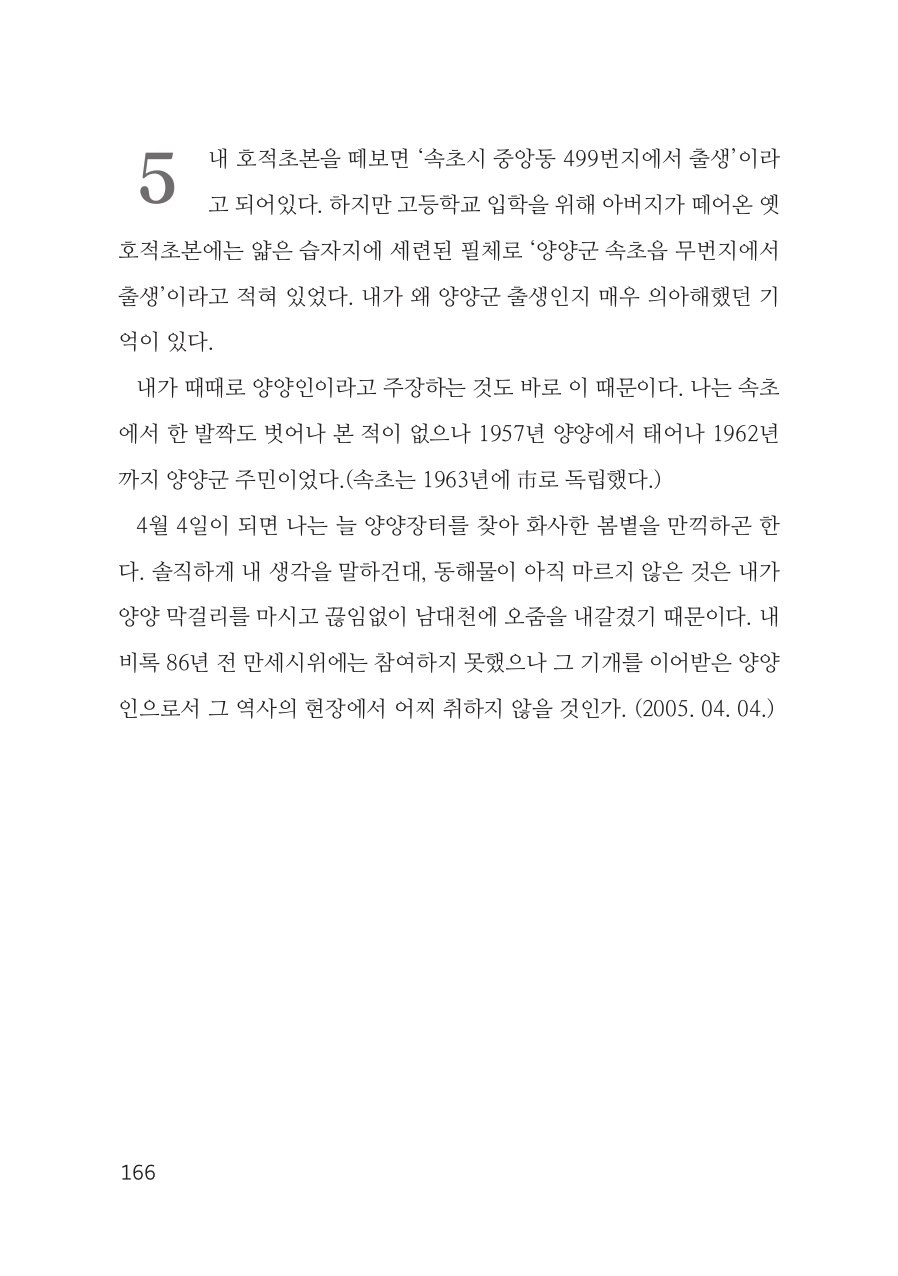 5
내 호적초본을 떼보면 ‘속초시 중앙동 499번지에서 출생’이라
고 되어있다. 하지만 고등학교 입학을 위해 아버지가 떼어온 옛
호적초본에는 얇은 습자지에 세련된 필체로 ‘양양군 속초읍 무번지에서
출생’이라고 적혀 있었다. 내가 왜 양양군 출생인지 매우 의아해했던 기
억이 있다.
내가 때때로 양양인이라고 주장하는 것도 바로 이 때문이다. 나는 속초
에서 한 발짝도 벗어나 본 적이 없으나 1957년 양양에서 태어나 1962년
까지 양양군 주민이었다.(속초는 1963년에 市로 독립했다.)
4월 4일이 되면 나는 늘 양양장터를 찾아 화사한 봄볕을 만끽하곤 한
다. 솔직하게 내 생각을 말하건대, 동해물이 아직 마르지 않은 것은 내가
양양 막걸리를 마시고 끊임없이 남대천에 오줌을 내갈겼기 때문이다. 내
비록 86년 전 만세시위에는 참여하지 못했으나 그 기개를 이어받은 양양
인으로서 그 역사의 현장에서 어찌 취하지 않을 것인가. (2005. 04. 04.)
166